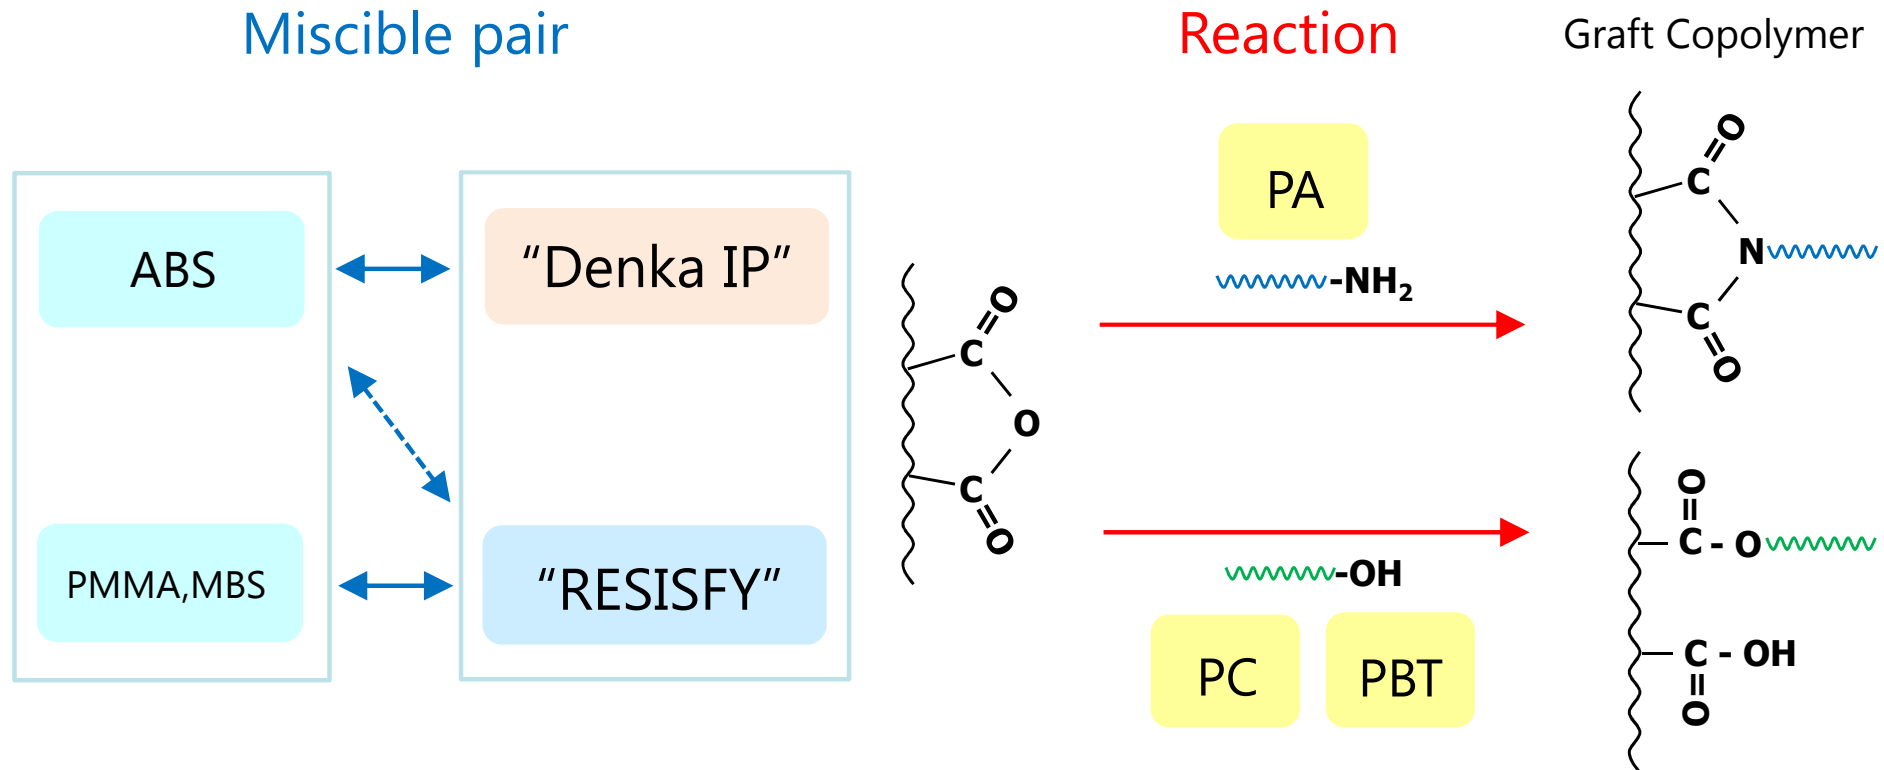 Miscible pair
Reaction
Graft Copolymer
ABS
“Denka IP”
PMMA,MBS
“RESISFY”
O
C
O
C
O
PA
-NH₂
-OH
PC
PBT
O
C
N
C
O
O
C - O
C - OH
O